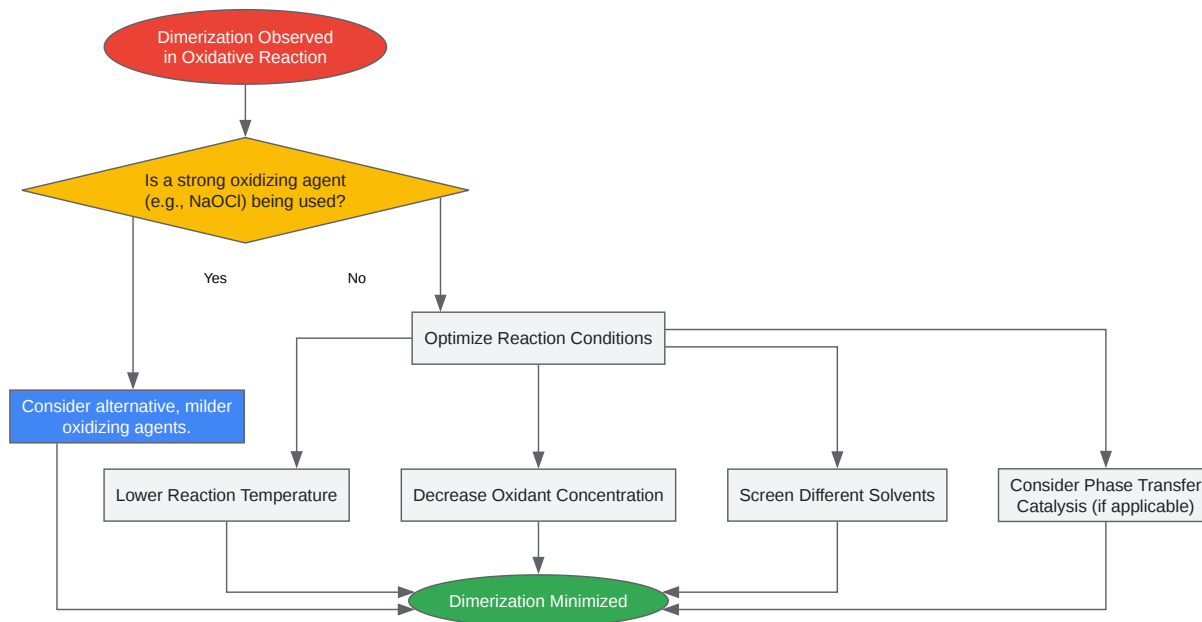 Dimerization Observed
in Oxidative Reaction
Is a strong oxidizing agent
(e.g., NaOCl) being used?
Yes
No
Optimize Reaction Conditions
Consider alternative, milder
oxidizing agents.
Lower Reaction Temperature
Decrease Oxidant Concentration
Screen Different Solvents
Consider Phase Transfer
Catalysis (if applicable)
Dimerization Minimized